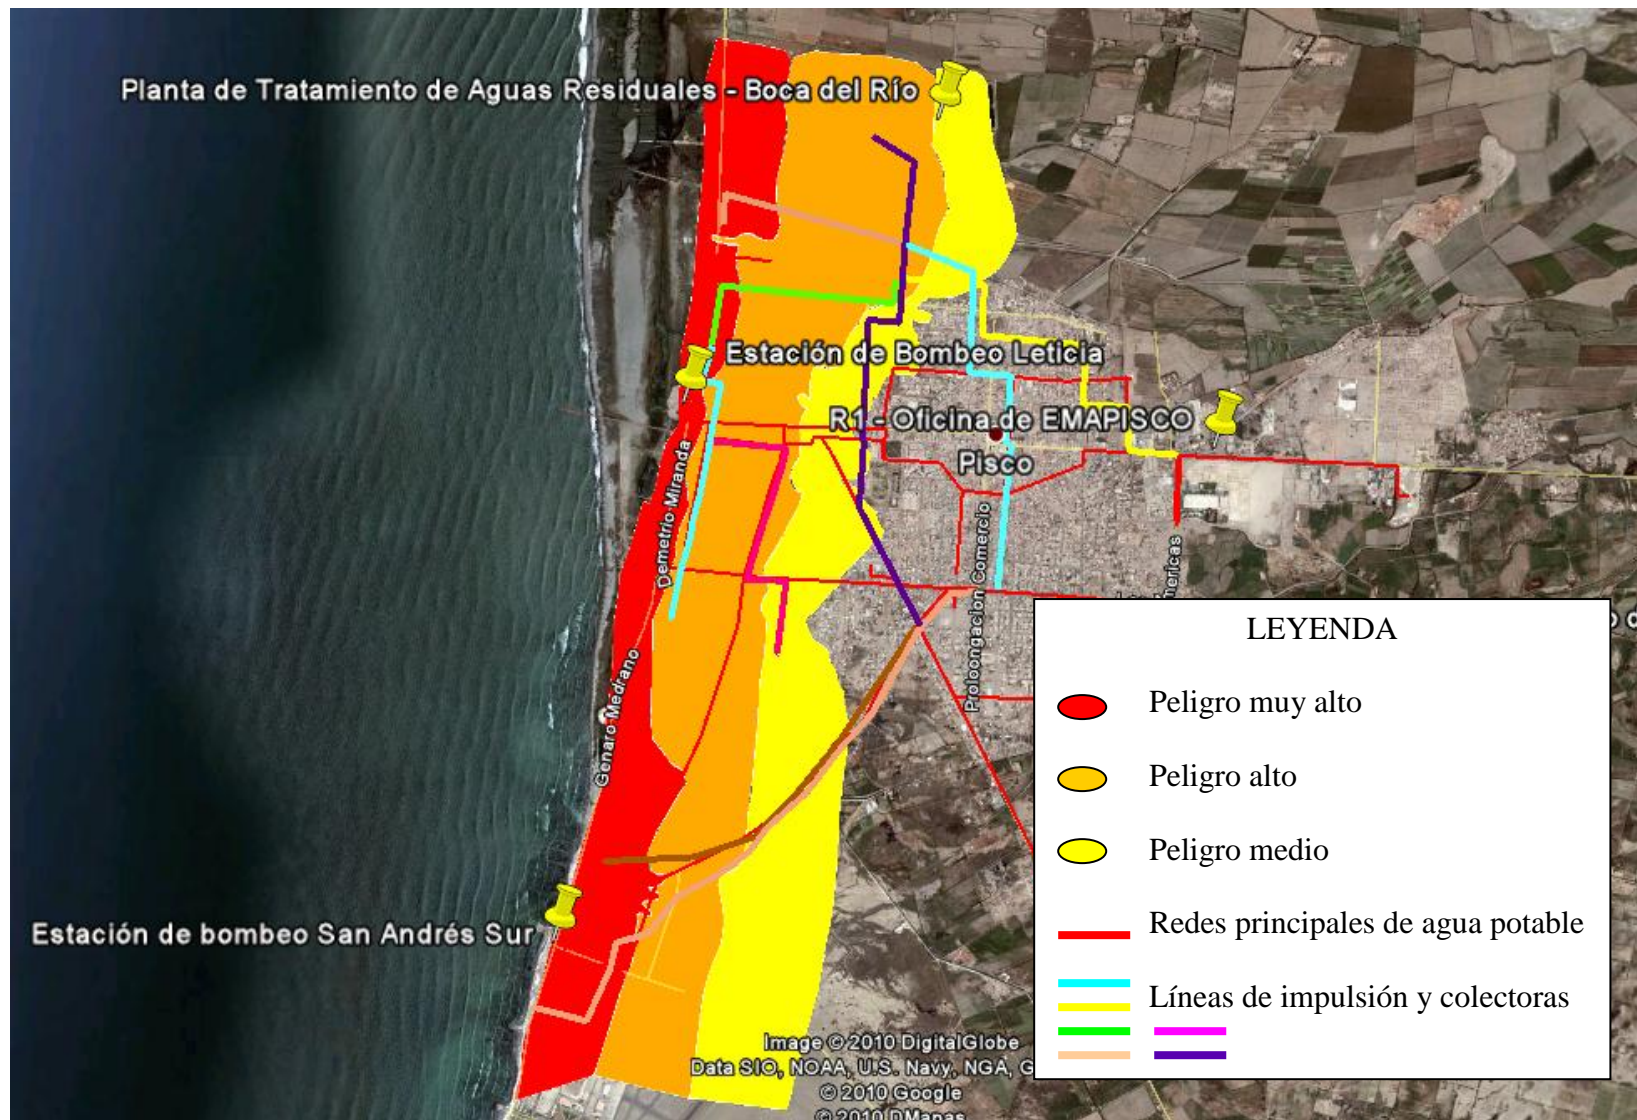 Planta de Tratamiento de Aguas Residuales - Boca del Río
Estación de Bombeo Leticia
R1 - Oficina de EMAPISCO
Pisco
Demetrio Miranda
Proloongacion Comercio
Genaro Medrano
Estación de bombeo San Andrés Sur
LEYENDA
Peligro muy alto
Peligro alto
Peligro medio
Redes principales de agua potable
Líneas de impulsión y colectoras
Image © 2010 DigitalGlobe
Data SIO, NOAA, U.S. Navy, NGA, G
© 2010 Google
© 2010 DMapas